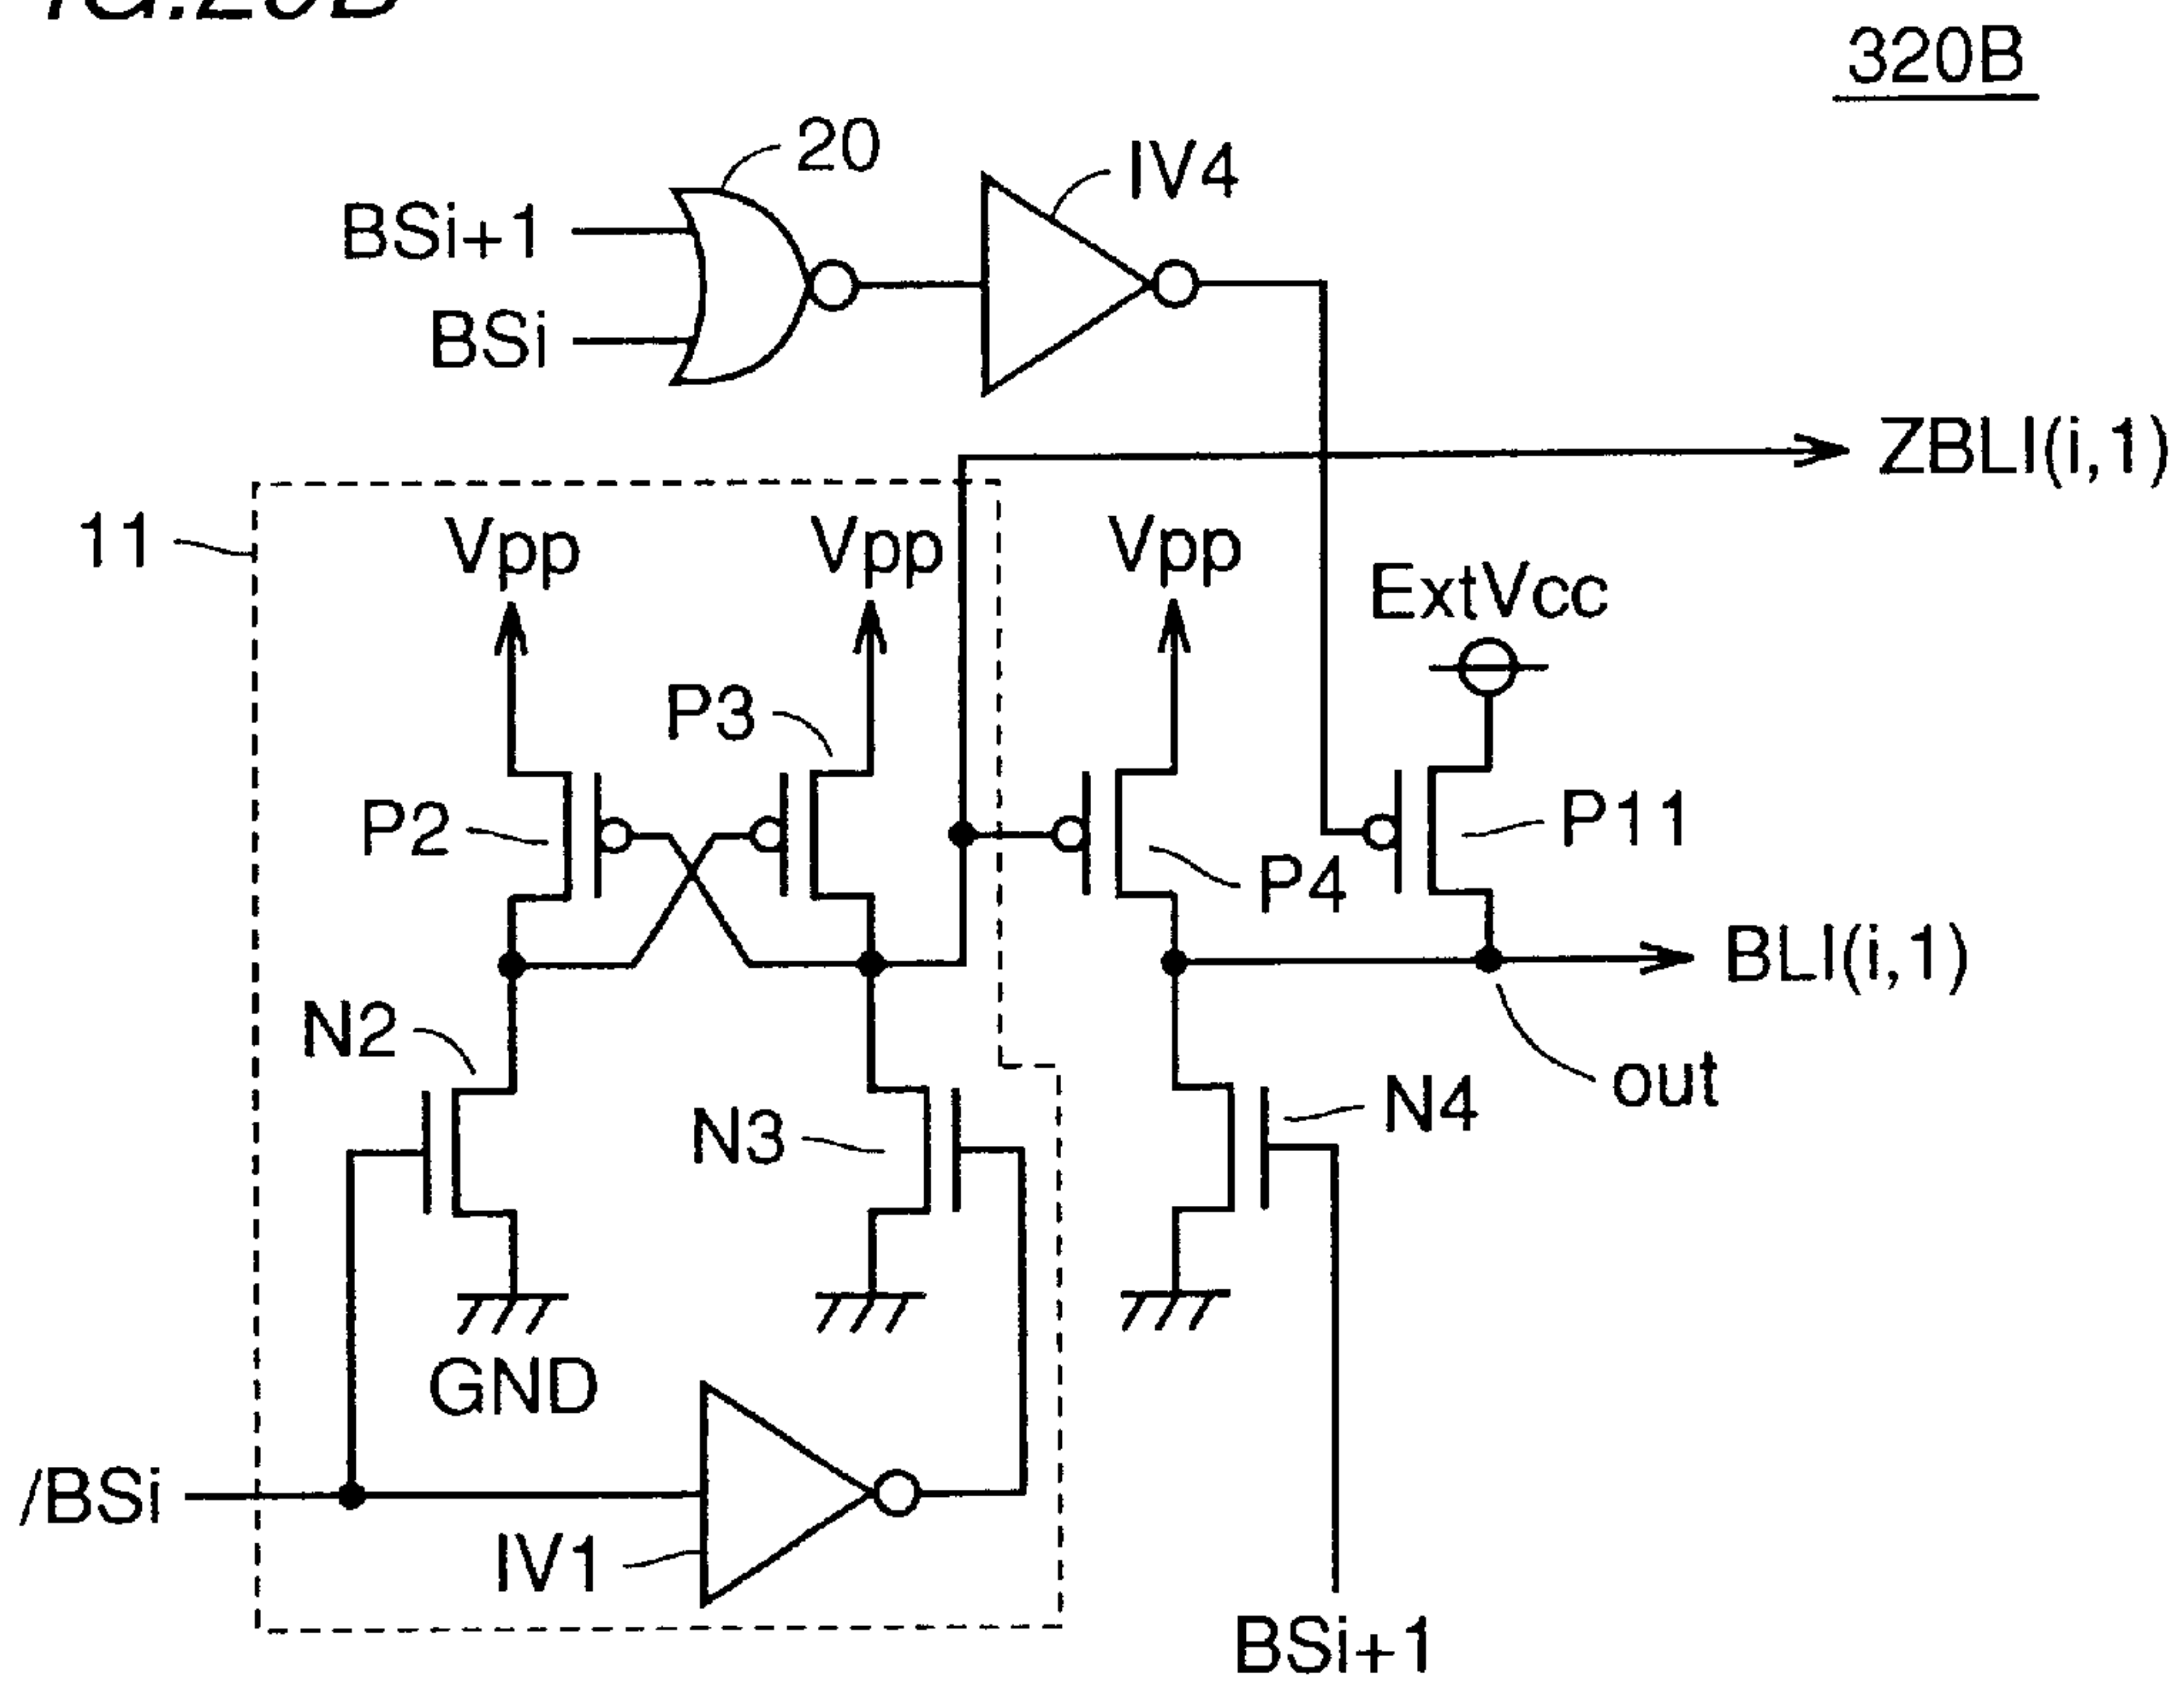 320B
20
IV4
BSi+1
BSi
ZBLI(i,1)
11
Vpp
Vpp
Vpp
ExtVcc
P3
P2
P11
P4
BLI(i,1)
N2
out
N4
N3
GND
/BSi
IV1
BSi+1